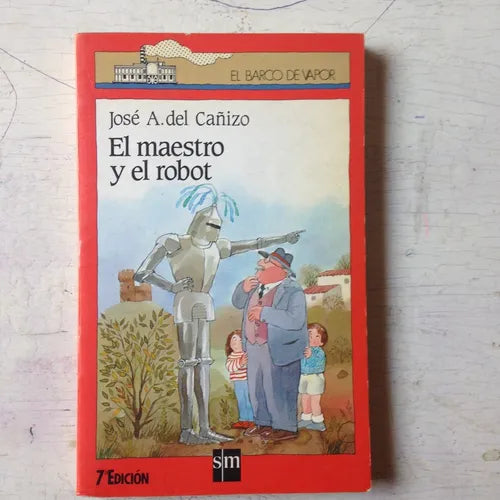 EL BARCO DE VAPOR
José A. del Cañizo
El maestro
y el robot
7ª EDICIÓN
sm